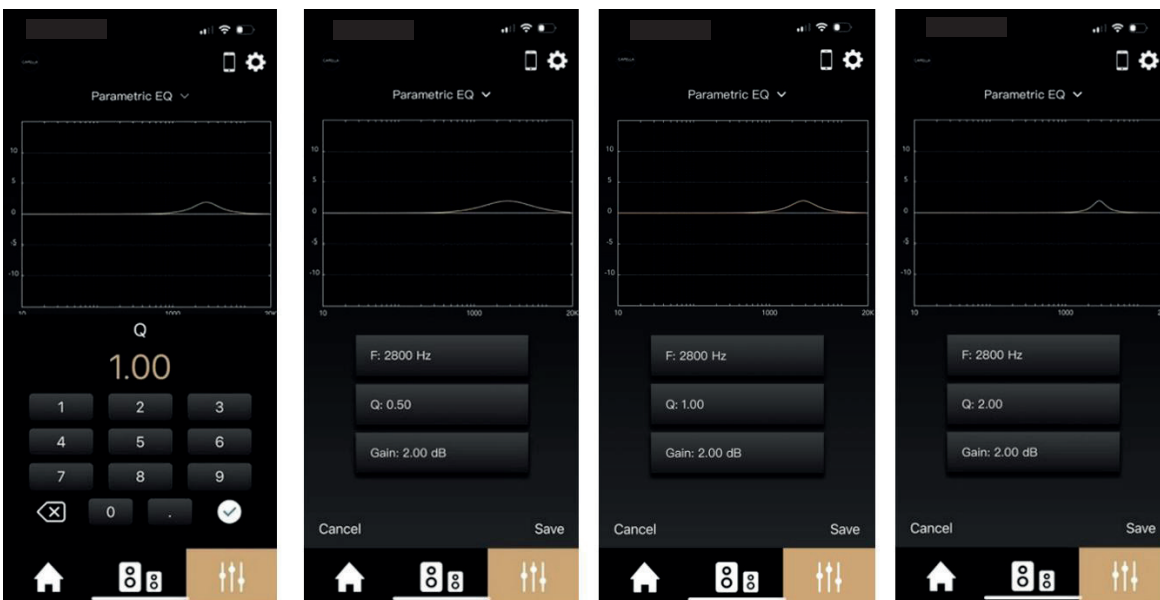 Parametric EQ
10
5
0
-5
-10
10 1000 20K
Q
1.00
1 2 3
4 5 6
7 8 9
0 .
Parametric EQ
10
5
0
-5
-10
10 1000 20K
F: 2800 Hz
Q: 0.50
Gain: 2.00 dB
Cancel Save
Parametric EQ
10
5
0
-5
-10
10 1000 20K
F: 2800 Hz
Q: 1.00
Gain: 2.00 dB
Cancel Save
Parametric EQ
10
5
0
-5
-10
10 1000 2
F: 2800 Hz
Q: 2.00
Gain: 2.00 dB
Cancel Save